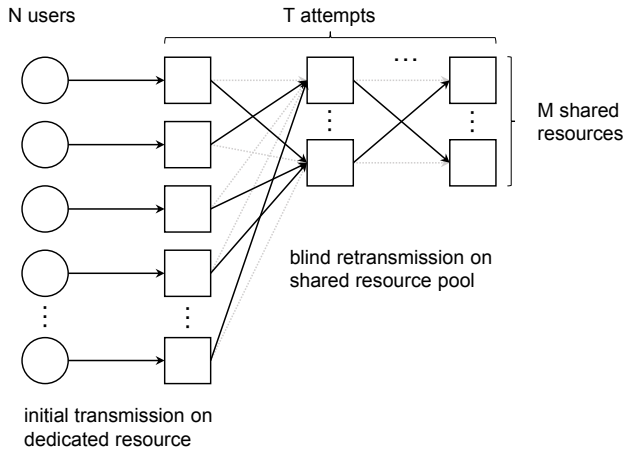 N users
T attempts
M shared
resources
blind retransmission on
shared resource pool
initial transmission on
dedicated resource